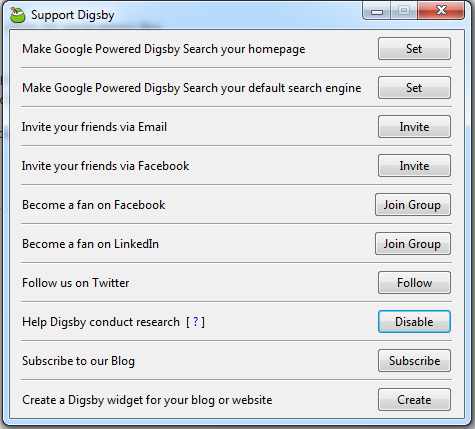 Support Digsby
Make Google Powered Digsby Search your homepage Set
Make Google Powered Digsby Search your default search engine Set
Invite your friends via Email Invite
Invite your friends via Facebook Invite
Become a fan on Facebook Join Group
Become a fan on LinkedIn Join Group
Follow us on Twitter Follow
Help Digsby conduct research [ ? ] Disable
Subscribe to our Blog Subscribe
Create a Digsby widget for your blog or website Create